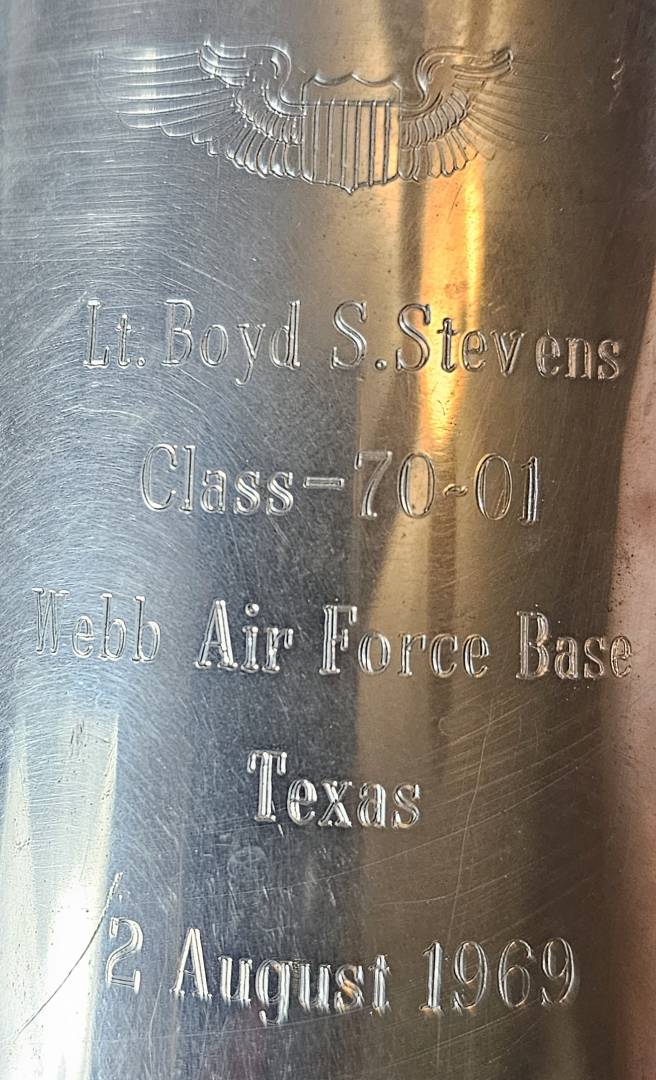 Lt. Boyd S. Stevens
Class-70-01
Webb Air Force Base
Texas
2 August 1969